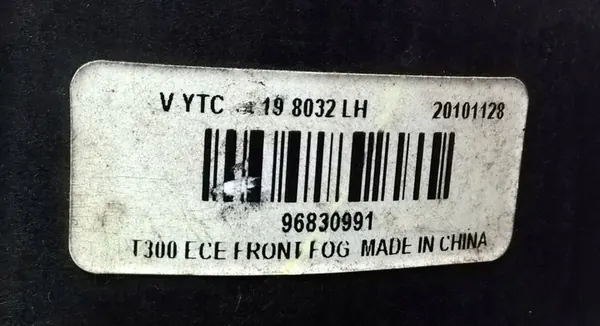 V YTC 19 8032 LH 20101128
96830991
T300 ECE FRONT FOG MADE IN CHINA